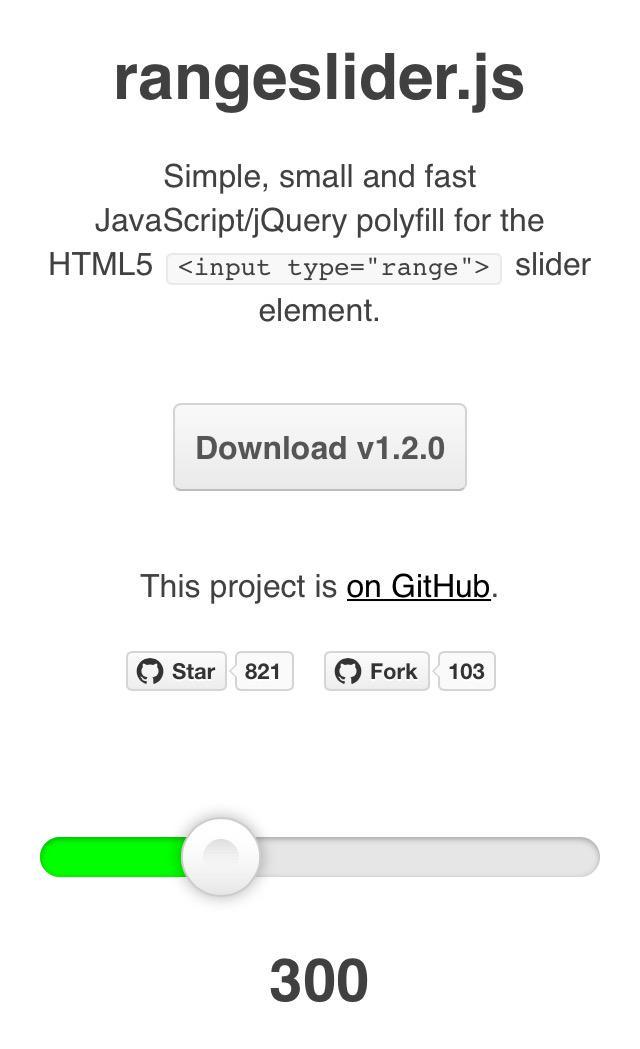 rangeslider.js
Simple, small and fast
JavaScript/jQuery polyfill for the
HTML5 <input type="range"> slider
element.
Download v1.2.0
This project is on GitHub.
Star 821 Fork 103
300